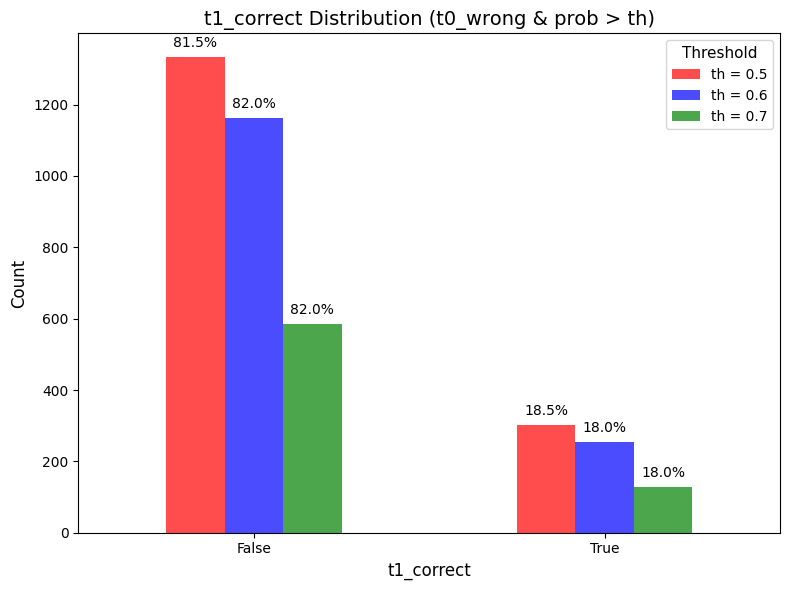 t1_correct Distribution (t0_wrong & prob > th)
81.5%
82.0%
82.0%
18.5%
18.0%
18.0%
Threshold
th = 0.5
th = 0.6
th = 0.7
1200
1000
800
600
400
200
0
Count
False
True
t1_correct